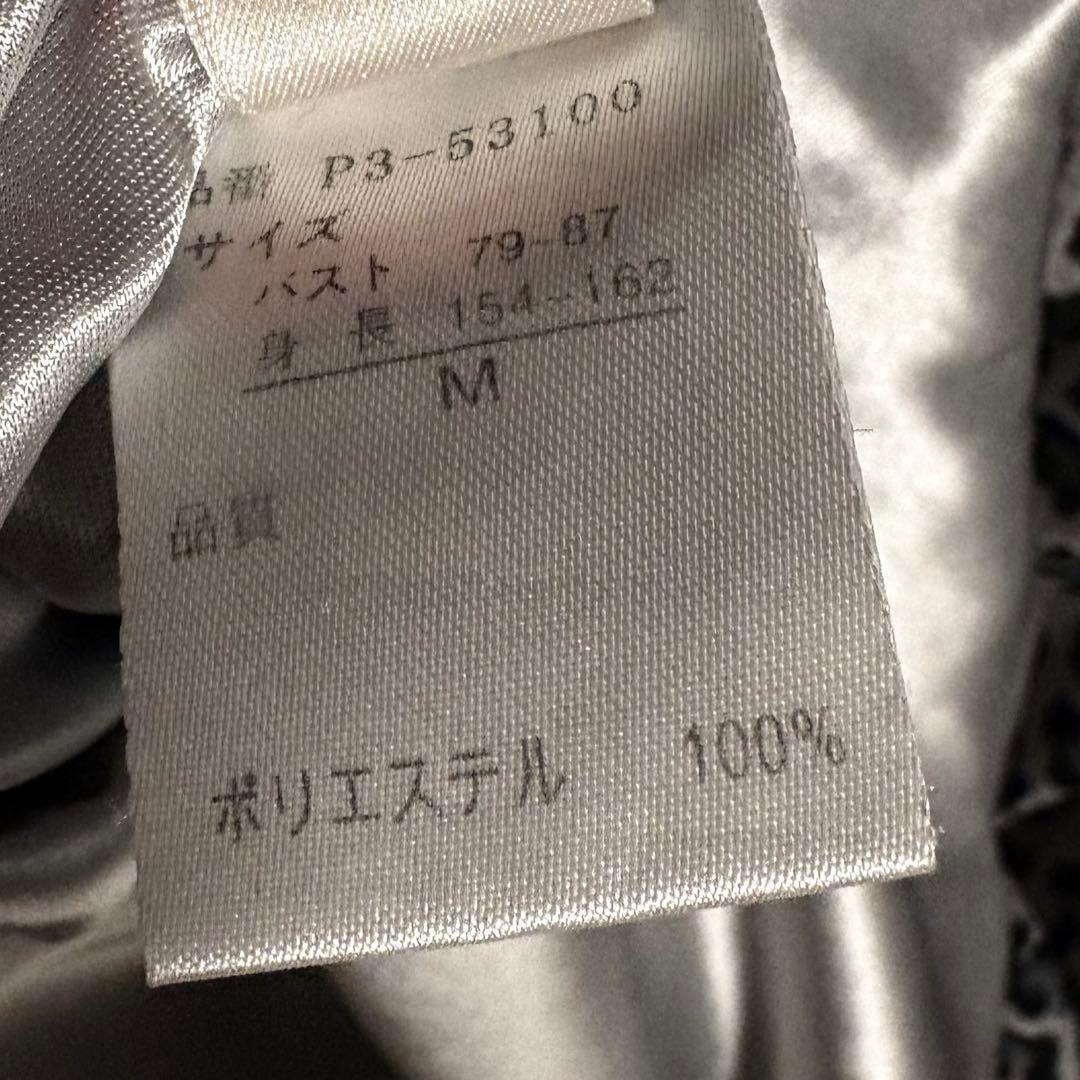 品番 P3-53100
サイズ
バスト 79-87
身長 154-162
M
品質
ポリエステル 100%